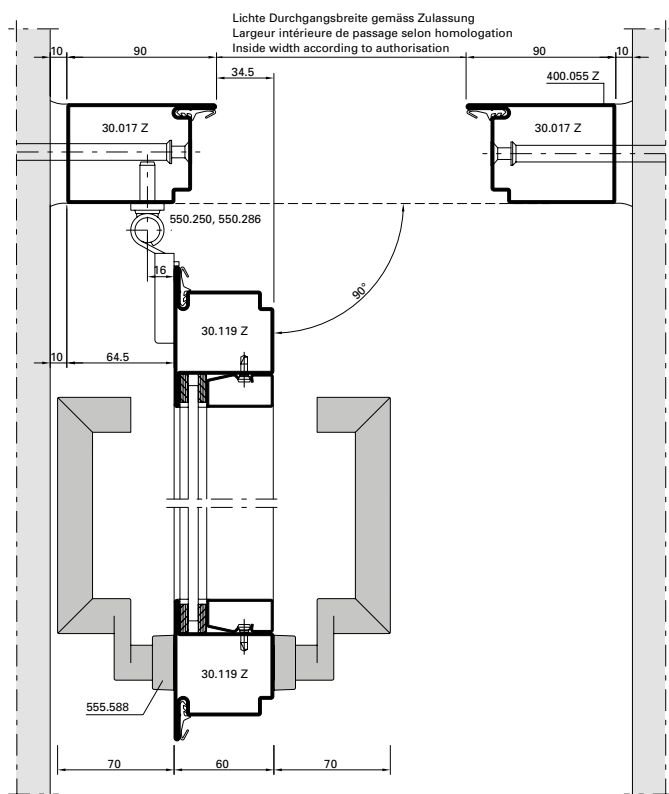 Lichte Durchgangsbreite gemäss Zulassung
Largeur intérieure de passage selon homologation
Inside width according to authorisation
10
90
90
10
34.5
400.055 Z
30.017 Z
30.017 Z
550.250, 550.286
16
90°
30.119 Z
10
64.5
30.119 Z
555.588
70
60
70